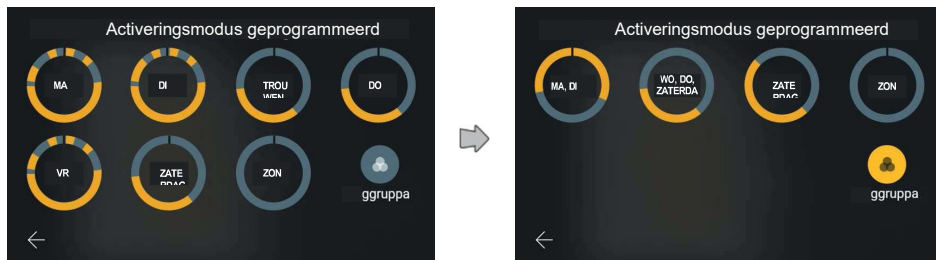 Activeringsmodus geprogrammeerd
MA
DI
TROU
WEN
DO
VR
ZATE
RDAG
ZON
ggruppa
Activeringsmodus geprogrammeerd
MA, DI
WO, DO,
ZATERDA
ZATE
RDAG
ZON
ggruppa